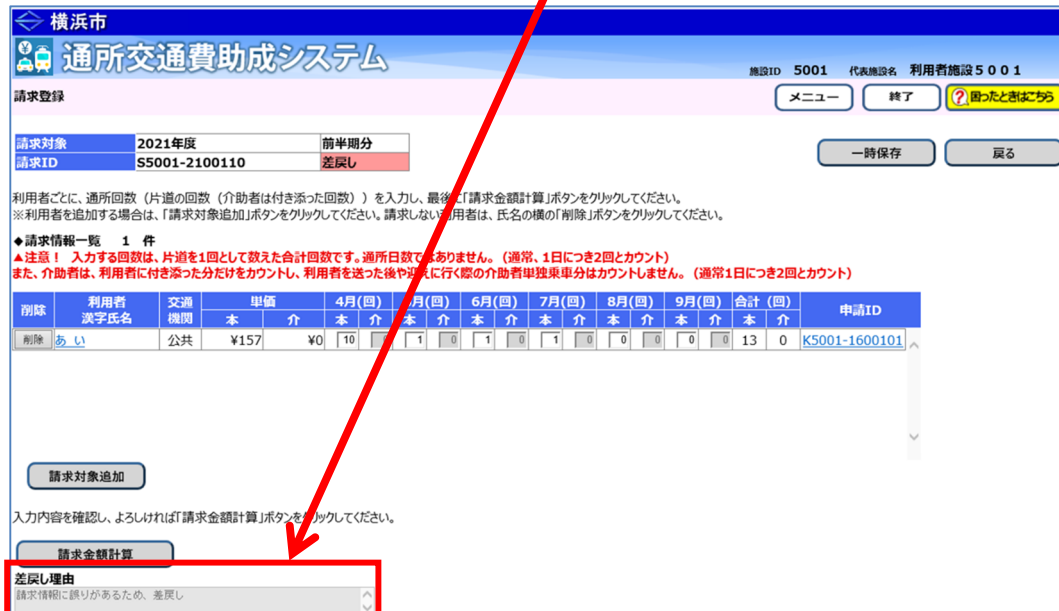 横浜市
通所交通費助成システム
施設ID 5001 代表施設名 利用者施設5001
請求登録
メニュー 終了 ? 困ったときはこちら
請求対象 2021年度 前半期分
請求ID S5001-2100110 差戻し
一時保存 戻る
利用者ごとに、通所回数(片道の回数(介助者は付き添った回数))を入力し、最後に「請求金額計算」ボタンをクリックしてください。
※利用者を追加する場合は、「請求対象追加」ボタンをクリックしてください。請求しない利用者は、氏名の横の「削除」ボタンをクリックしてください。
◆請求情報一覧 1 件
▲注意! 入力する回数は、片道を1回として数えた合計回数です。通所日数ではありません。(通常、1日につき2回とカウント)
また、介助者は、利用者に付き添った分だけをカウントし、利用者を送った後や迎えに行く際の介助者単独乗車分はカウントしません。(通常1日につき2回とカウント)
削除 利用者漢字氏名 交通機関 単価 4月(回) 月(回) 6月(回) 7月(回) 8月(回) 9月(回) 合計(回) 申請ID
本 介 本 介 本 介 本 介 本 介 本 介 本 介 本 介
削除 あ い 公共 ¥157 ¥0 10 0 1 0 1 0 1 0 0 0 0 0 13 0 K5001-1600101
請求対象追加
入力内容を確認し、よろしければ「請求金額計算」ボタンをクリックしてください。
請求金額計算
差戻し理由
請求情報に誤りがあるため、差戻し